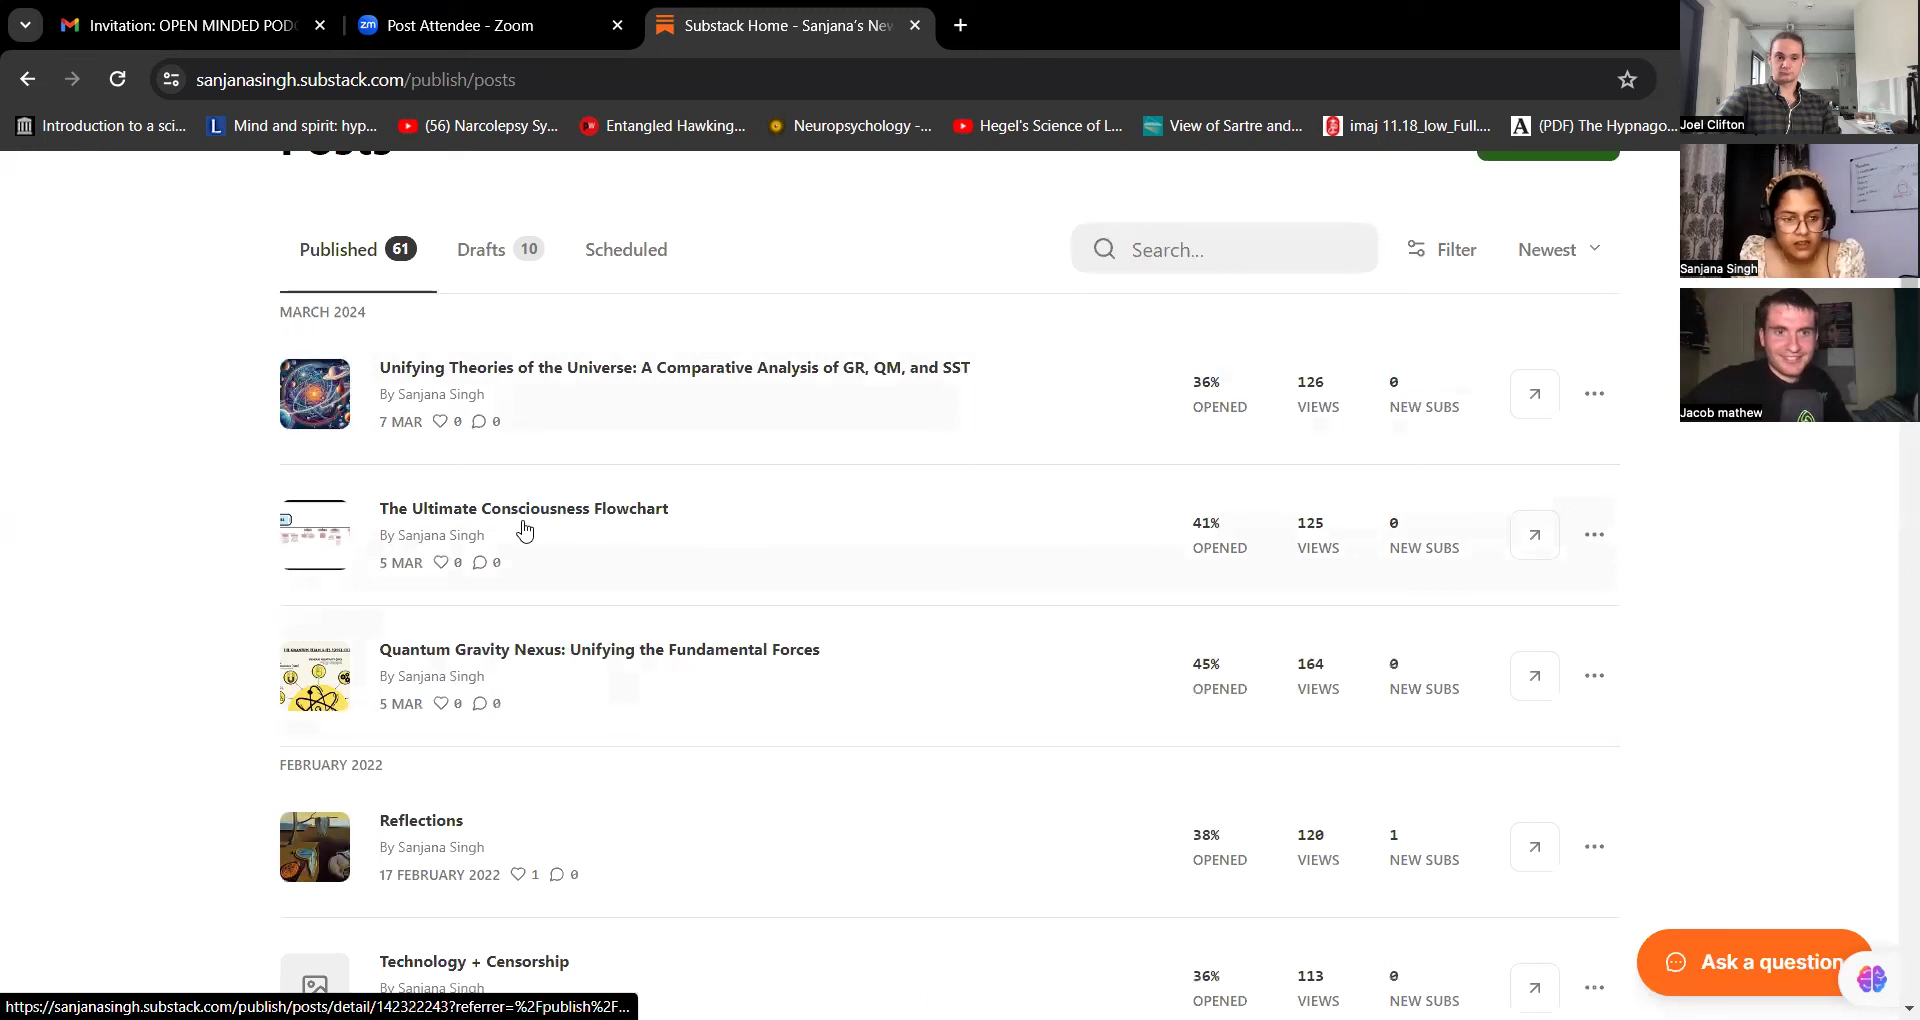 Invitation: OPEN MINDED POD
Post Attendee - Zoom
Substack Home - Sanjana's Nev
sanjanasingh.substack.com/publish/posts
Introduction to a sci...
Mind and spirit: hyp...
(56) Narcolepsy Sy...
Entangled Hawking...
Neuropsychology -...
Hegel's Science of L...
View of Sartre and...
imaj 11.18_low_Full....
(PDF) The Hypnago...
Joel Clifton
Sanjana Singh
Jacob mathew
Posts
Published 61
Drafts 10
Scheduled
Search...
Filter
Newest
MARCH 2024
Unifying Theories of the Universe: A Comparative Analysis of GR, QM, and SST
By Sanjana Singh
7 MAR 0 0
36% OPENED
126 VIEWS
0 NEW SUBS
The Ultimate Consciousness Flowchart
By Sanjana Singh
5 MAR 0 0
41% OPENED
125 VIEWS
0 NEW SUBS
Quantum Gravity Nexus: Unifying the Fundamental Forces
By Sanjana Singh
5 MAR 0 0
45% OPENED
164 VIEWS
0 NEW SUBS
FEBRUARY 2022
Reflections
By Sanjana Singh
17 FEBRUARY 2022 1 0
38% OPENED
120 VIEWS
1 NEW SUBS
Technology + Censorship
By Sanjana Singh
36% OPENED
113 VIEWS
0 NEW SUBS
Ask a question
https://sanjanasingh.substack.com/publish/posts/detail/142322243?referrer=%2Fpublish%2F...